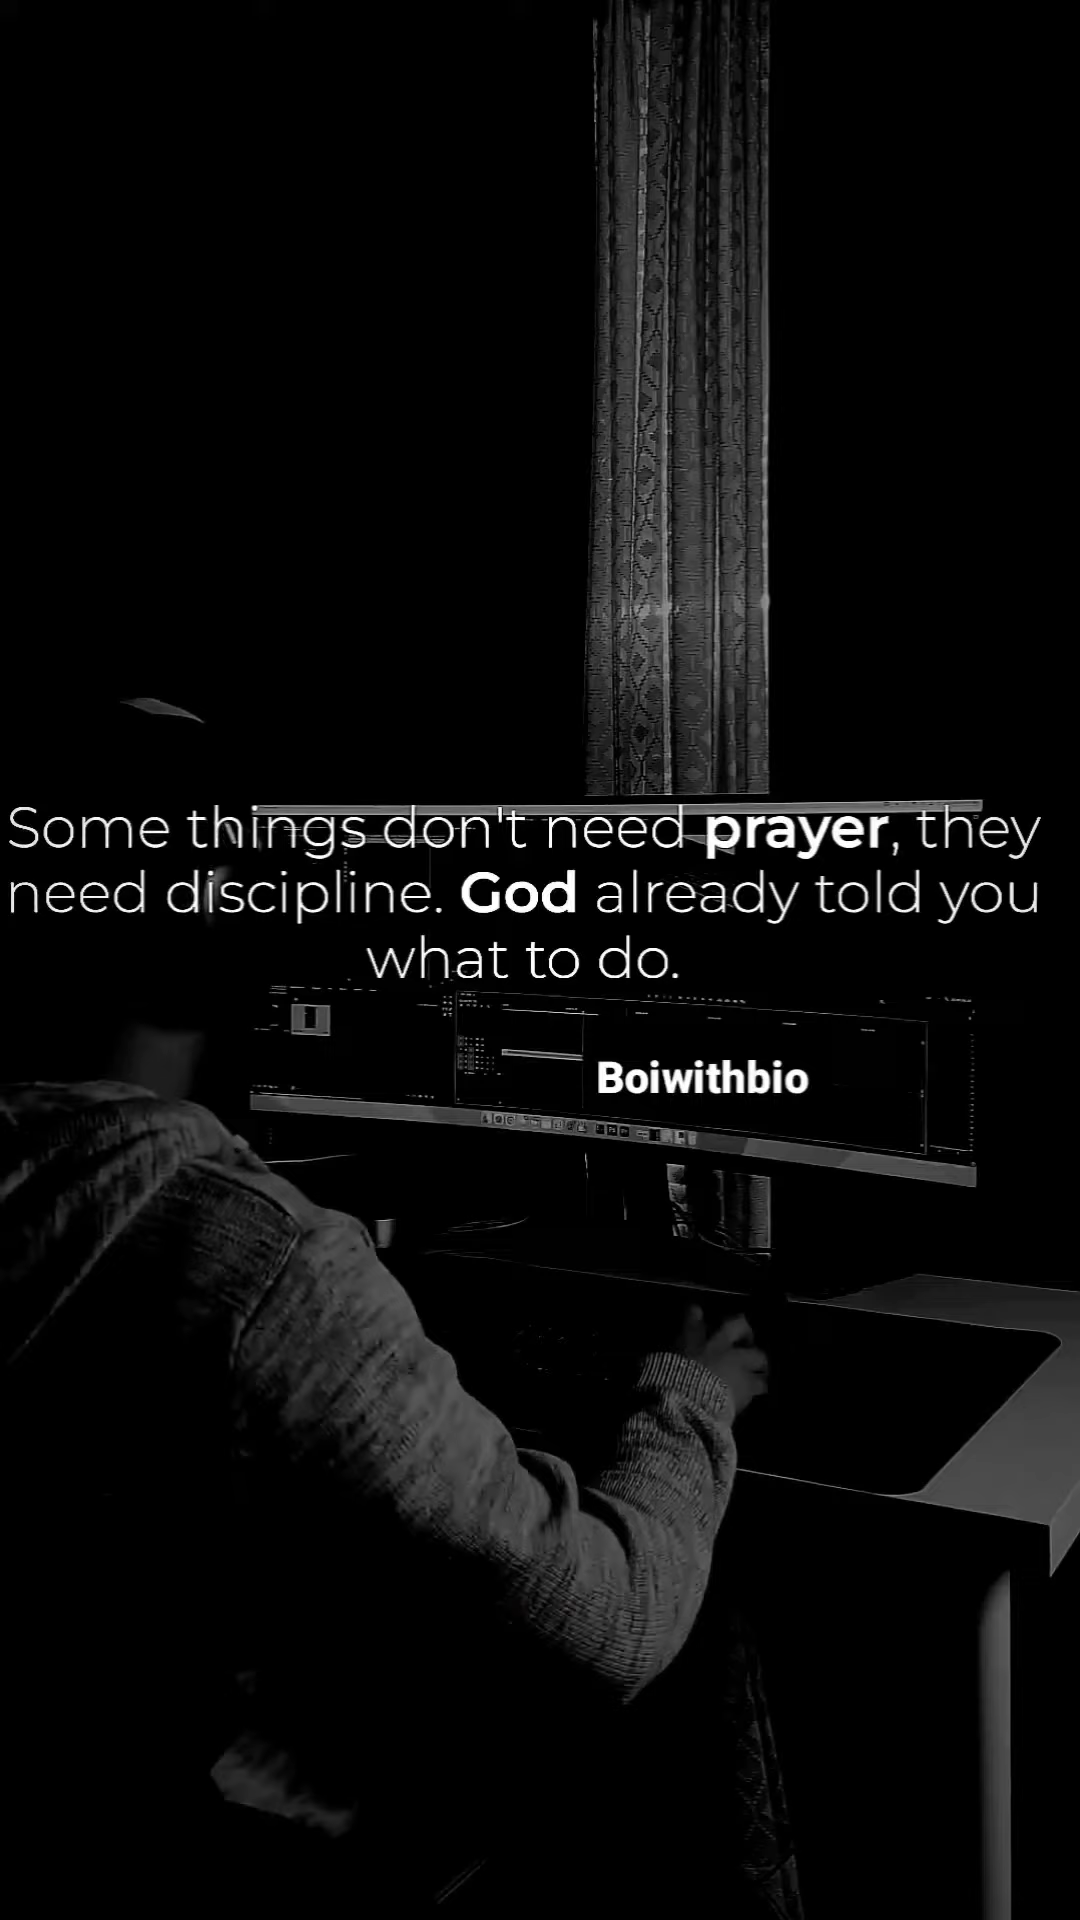 Some things don't need prayer, they
need discipline. God already told you
what to do.
Boiwithbio